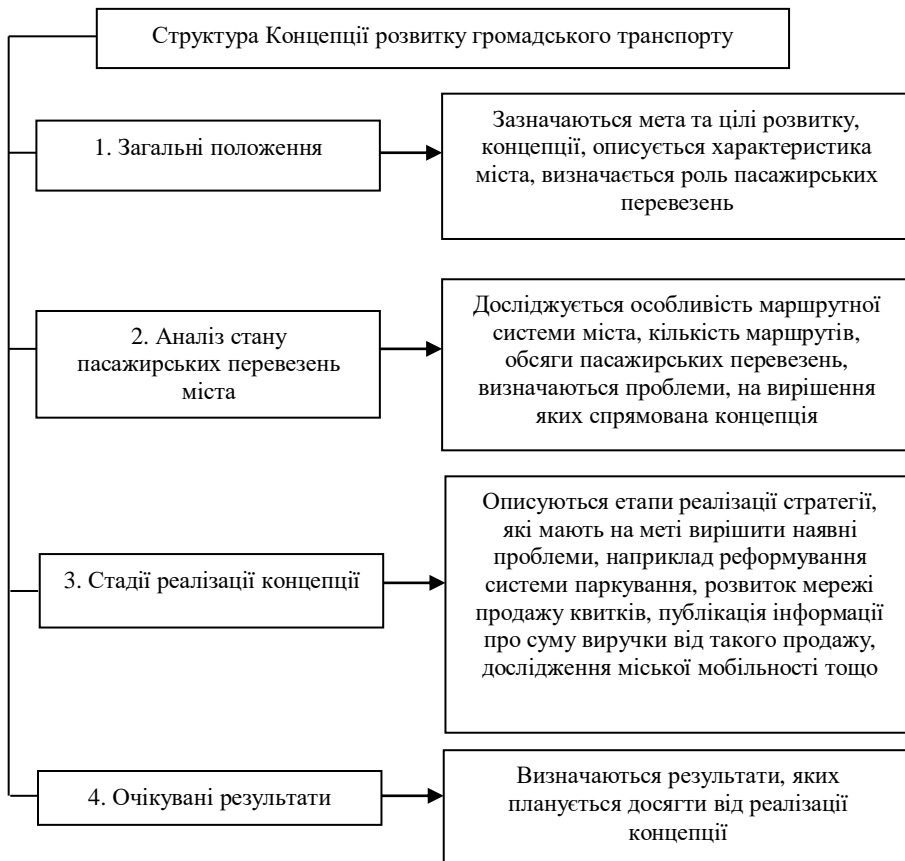 Структура Концепції розвитку громадського транспорту
1. Загальні положення
Зазначаються мета та цілі розвитку,
концепції, описується характеристика
міста, визначається роль пасажирських
перевезень
2. Аналіз стану
пасажирських перевезень
міста
Досліджується особливість маршрутної
системи міста, кількість маршрутів,
обсяги пасажирських перевезень,
визначаються проблеми, на вирішення
яких спрямована концепція
3. Стадії реалізації концепції
Описуються етапи реалізації стратегії,
які мають на меті вирішити наявні
проблеми, наприклад реформування
системи паркування, розвиток мережі
продажу квитків, публікація інформації
про суму виручки від такого продажу,
дослідження міської мобільності тощо
4. Очікувані результати
Визначаються результати, яких
планується досягти від реалізації
концепції